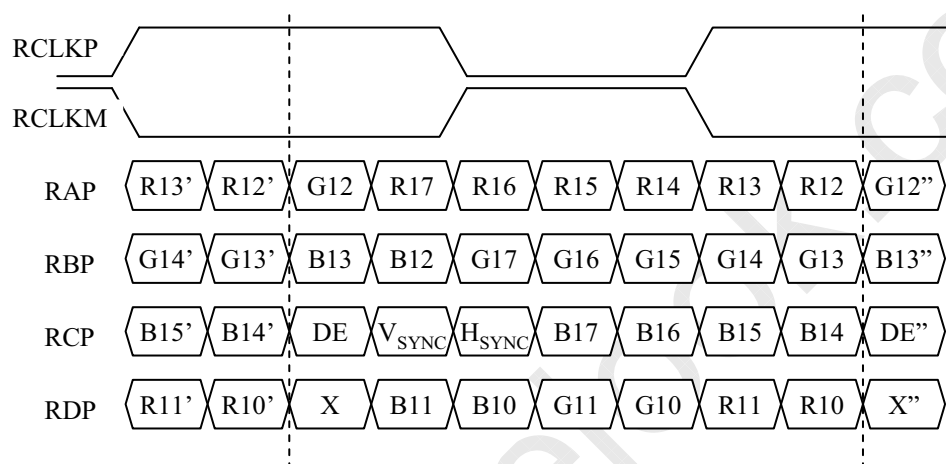 RCLKP
RCLKM
RAP R13’ R12’ G12 R17 R16 R15 R14 R13 R12 G12”
RBP G14’ G13’ B13 B12 G17 G16 G15 G14 G13 B13”
RCP B15’ B14’ DE VSYNC HSYNC B17 B16 B15 B14 DE”
RDP R11’ R10’ X B11 B10 G11 G10 R11 R10 X”